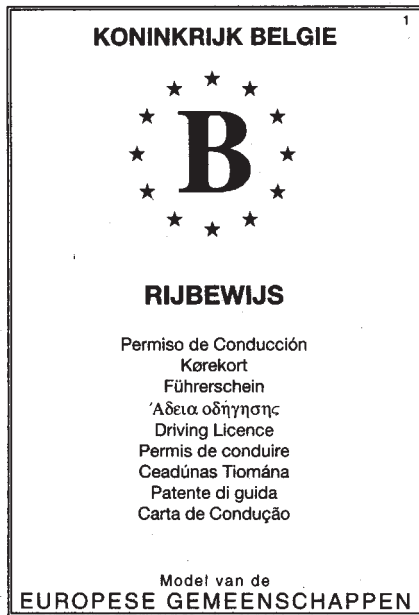 1
KONINKRIJK BELGIE
B
RIJBEWIJS
Permiso de Conducción
Kørekort
Führerschein
Άδεια οδήγησης
Driving Licence
Permis de conduire
Ceadúnas Tiomána
Patente di guida
Carta de Condução
Model van de
EUROPESE GEMEENSCHAPPEN